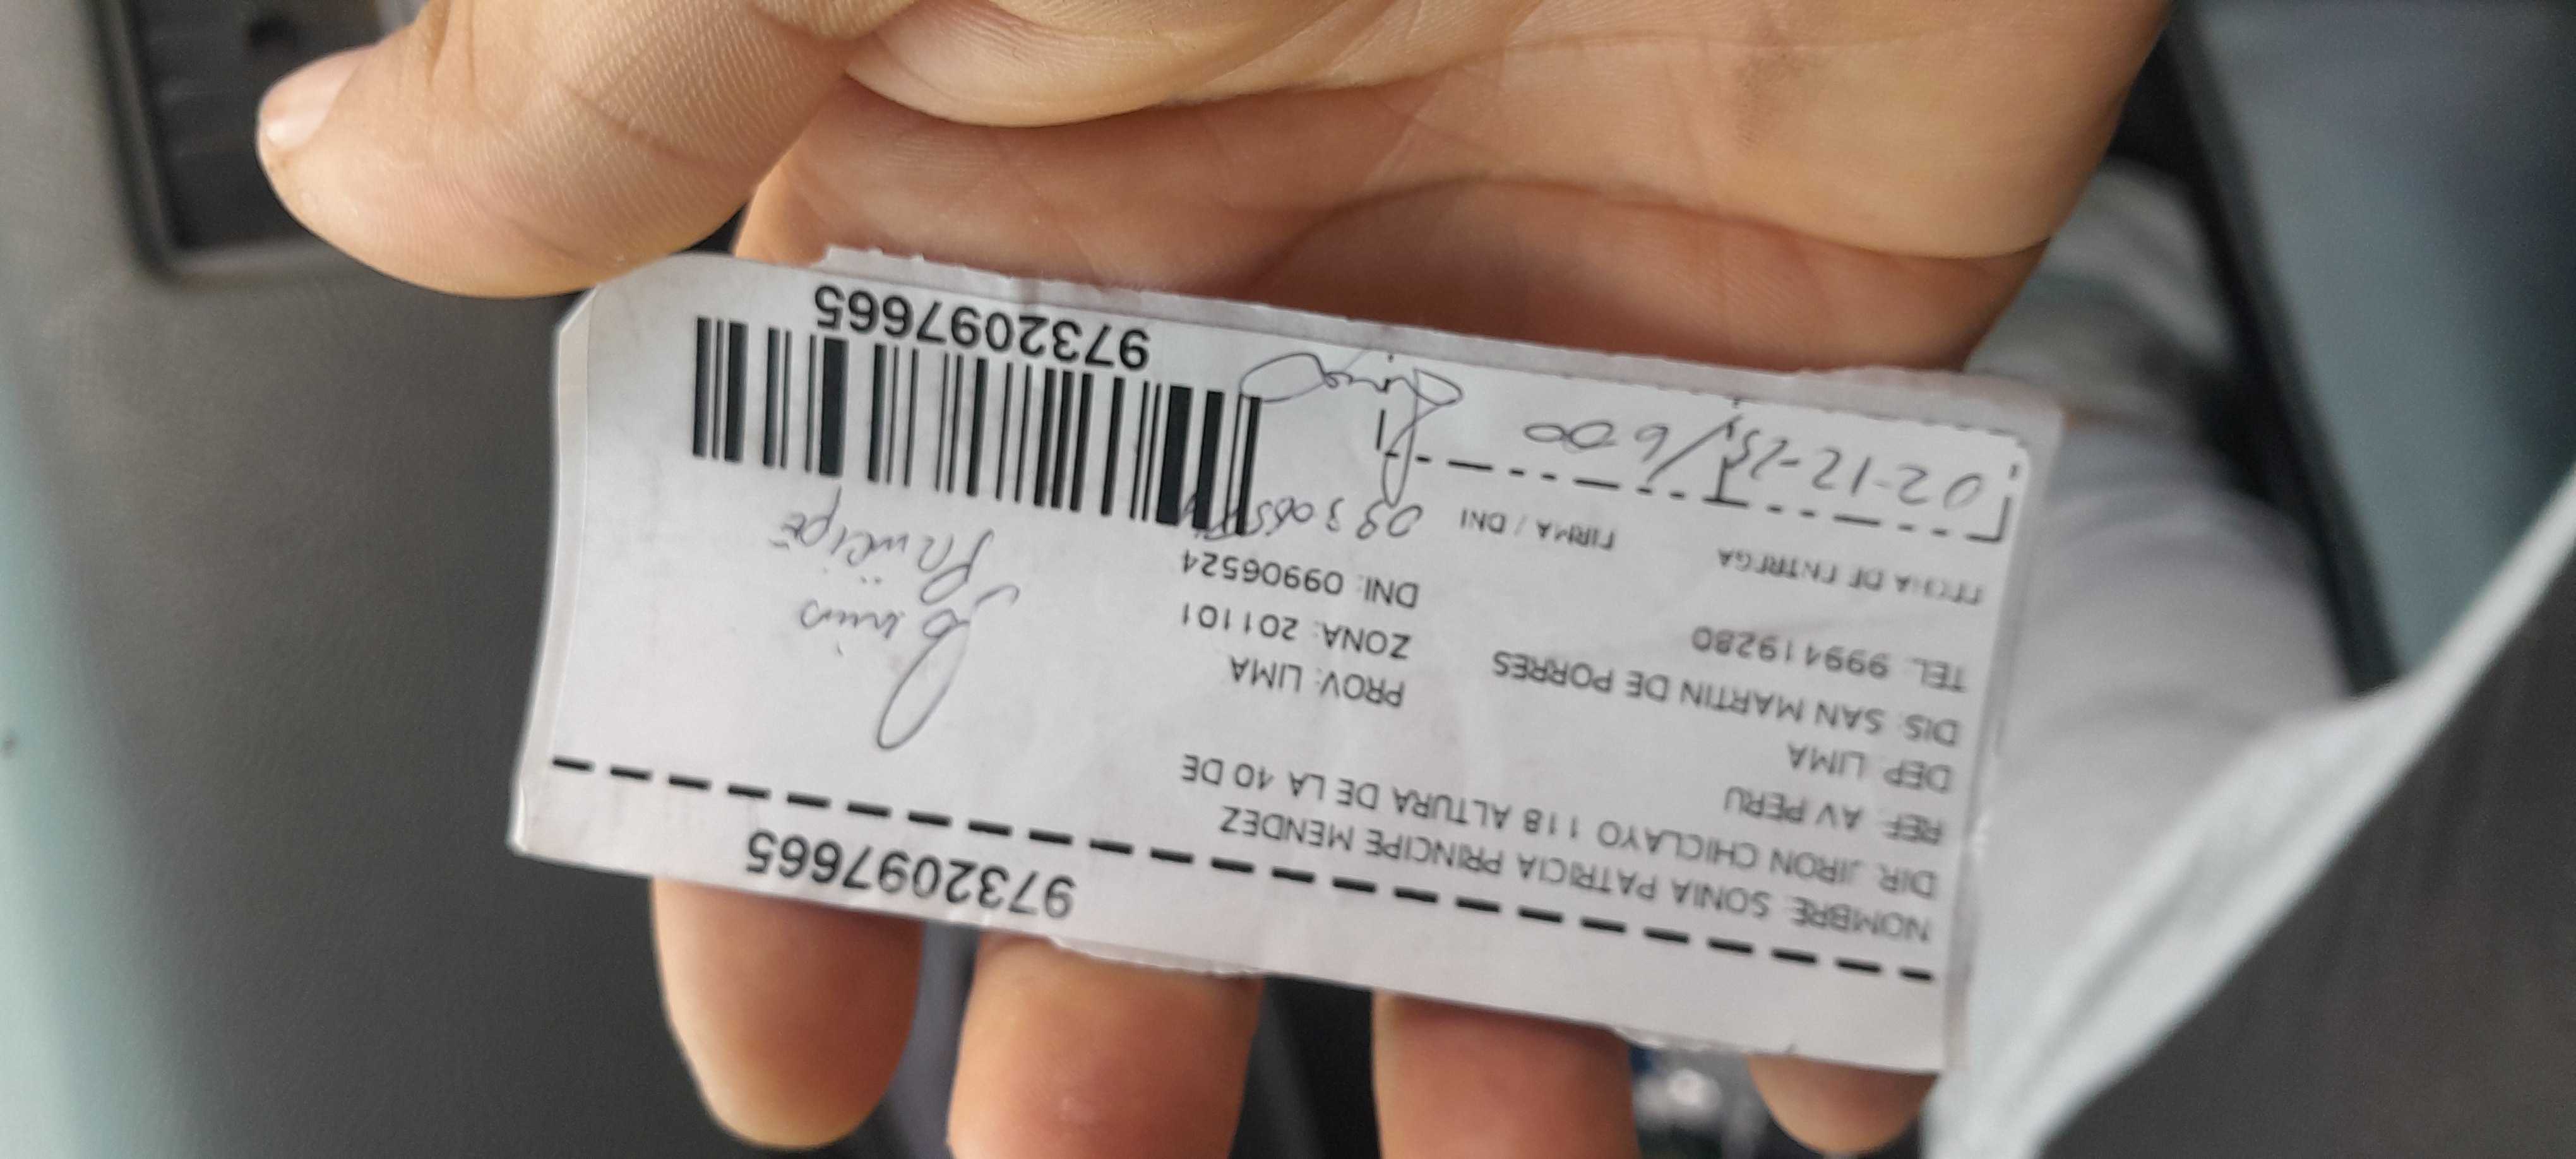 9732097665
NOMBRE: SONIA PATRICIA PRINCIPE MENDEZ
DIR: JIRON CHICLAYO 118 ALTURA DE LA 40 DE
REF: AV PERU
DEP: LIMA
PROV: LIMA
DIS: SAN MARTIN DE PORRES
ZONA: 201101
TEL: 999419280
DNI: 09906524
Principe
FECHA DE ENTREGA
FIRMA / DNI
02-12-23
9732097665